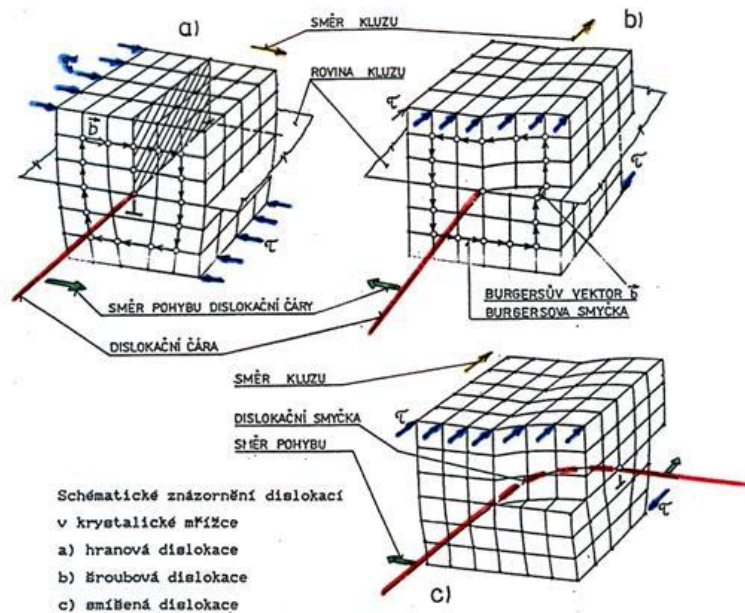 a)
SMĚR KLUZU
b)
ROVINA KLUZU
τ
b
τ
τ
τ
SMĚR POHYBU DISLOKAČNÍ ČÁRY
DISLOKAČNÍ ČÁRA
BURGERSŮV VEKTOR b
BURGERSOVA SMYČKA
SMĚR KLUZU
DISLOKAČNÍ SMYČKA
SMĚR POHYBU
τ
τ
Schématické znázornění dislokací
v krystalické mřížce
a) hranová dislokace
b) šroubová dislokace
c) smíšená dislokace
c)